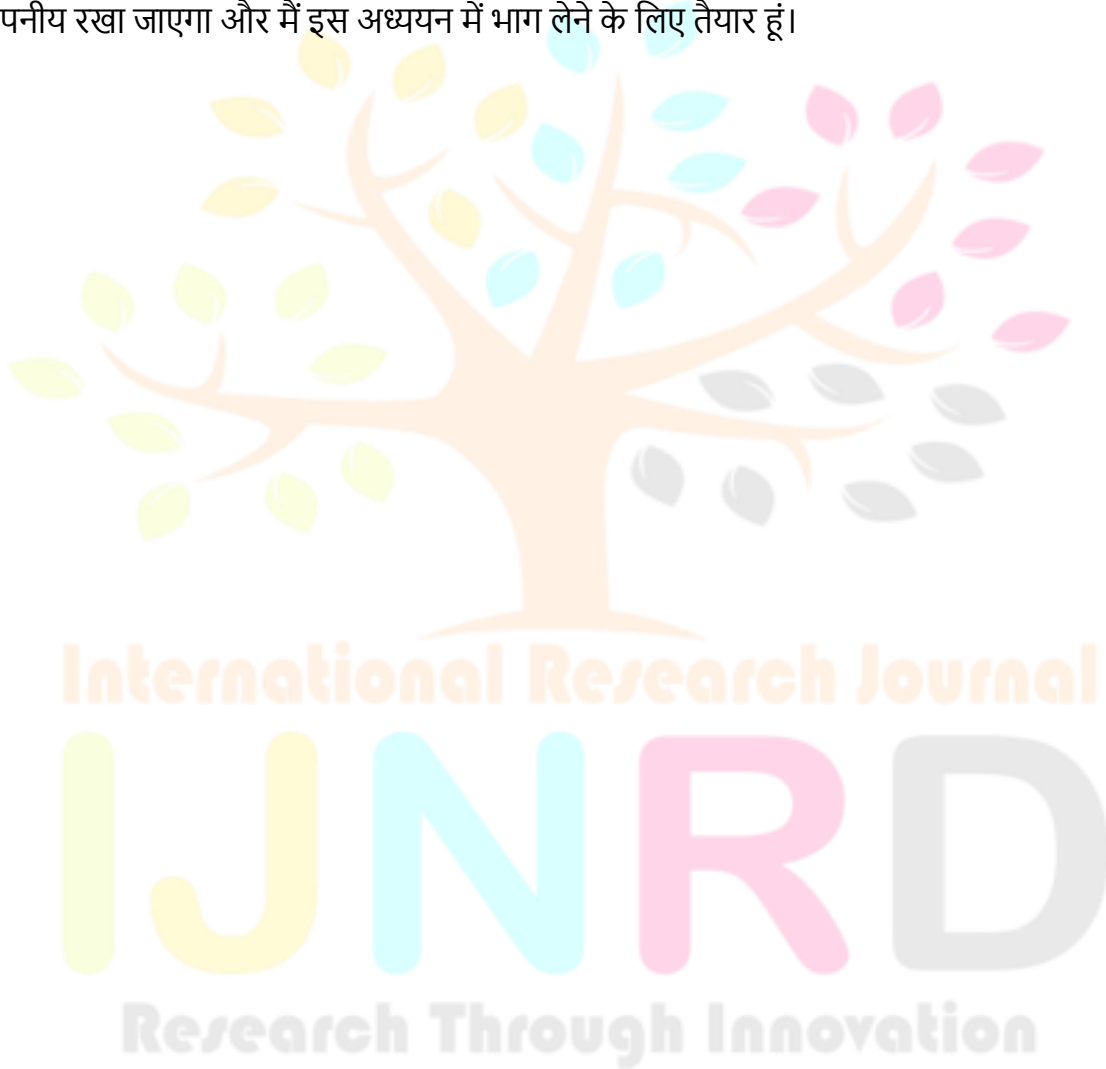 पनीय रखा जाएगा और मैं इस अध्ययन में भाग लेने के लिए तैयार हूं।
International Research Journal
IJNRD
Research Through Innovation